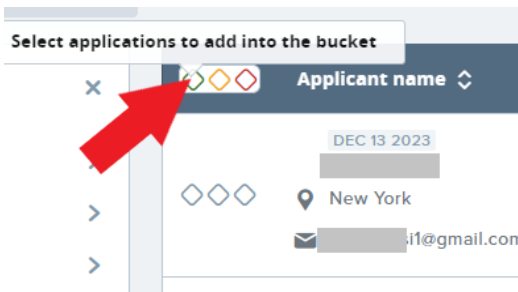 Select applications to add into the bucket
Applicant name
DEC 13 2023
New York
i1@gmail.com